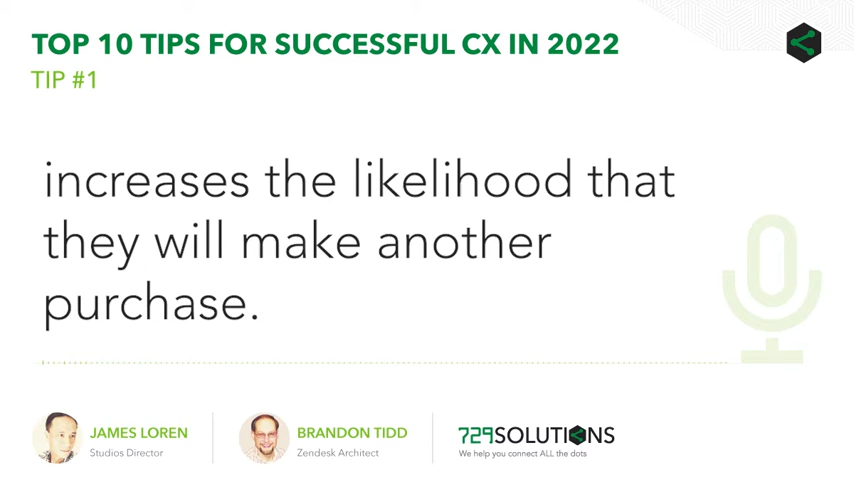 TOP 10 TIPS FOR SUCCESSFUL CX IN 2022
TIP #1
increases the likelihood that
they will make another
purchase.
JAMES LOREN
Studios Director
BRANDON TIDD
Zendesk Architect
729SOLUTIONS
We help you connect ALL the dots